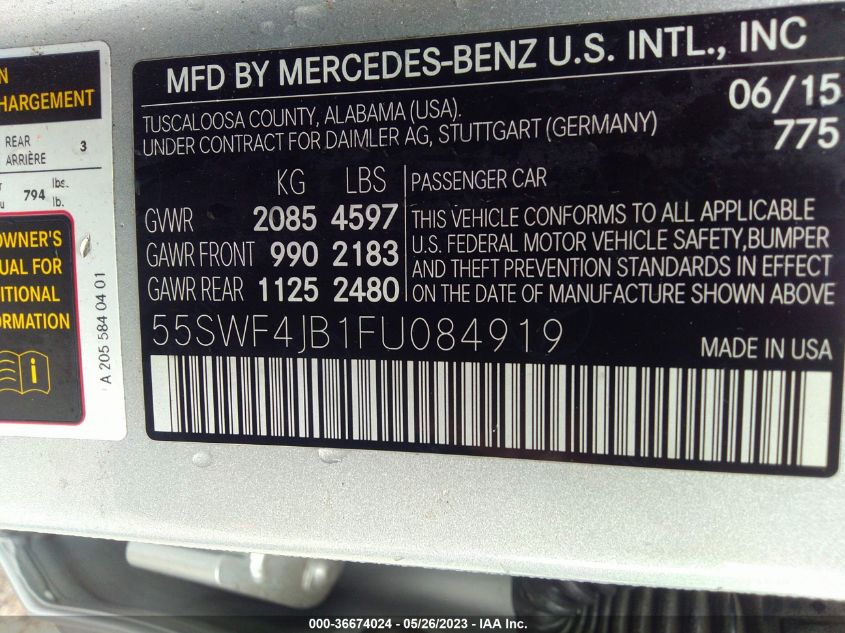 N
CHARGEMENT
REAR
ARRIÈRE 3
794 lbs.
lb.
OWNER'S
UAL FOR
ITIONAL
ORMATION
A 205 584 04 01
MFD BY MERCEDES-BENZ U.S. INTL., INC
TUSCALOOSA COUNTY, ALABAMA (USA). 06/15
UNDER CONTRACT FOR DAIMLER AG, STUTTGART (GERMANY) 775
KG LBS PASSENGER CAR
GVWR 2085 4597 THIS VEHICLE CONFORMS TO ALL APPLICABLE
GAWR FRONT 990 2183 U.S. FEDERAL MOTOR VEHICLE SAFETY,BUMPER
GAWR REAR 1125 2480 AND THEFT PREVENTION STANDARDS IN EFFECT
ON THE DATE OF MANUFACTURE SHOWN ABOVE
55SWF4JB1FU084919 MADE IN USA
000-36674024 - 05/26/2023 - IAA Inc.